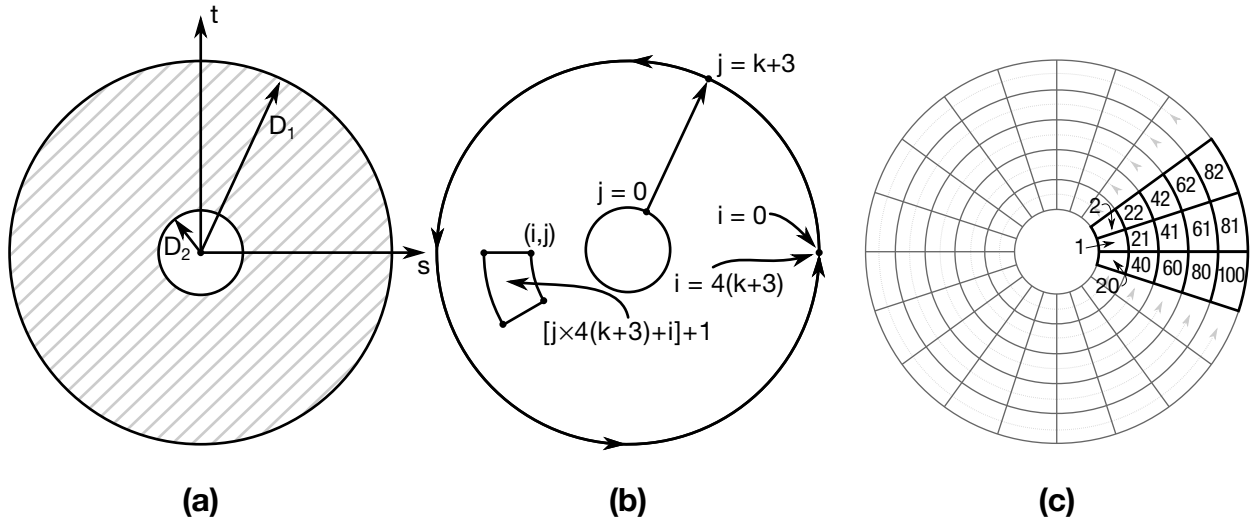 t
D1
D2
s
(a)
j = k+3
j = 0
i = 0
(i,j)
i = 4(k+3)
[j×4(k+3)+i]+1
(b)
82
62
42
22
2
81
61
41
21
1
100
80
60
40
20
(c)